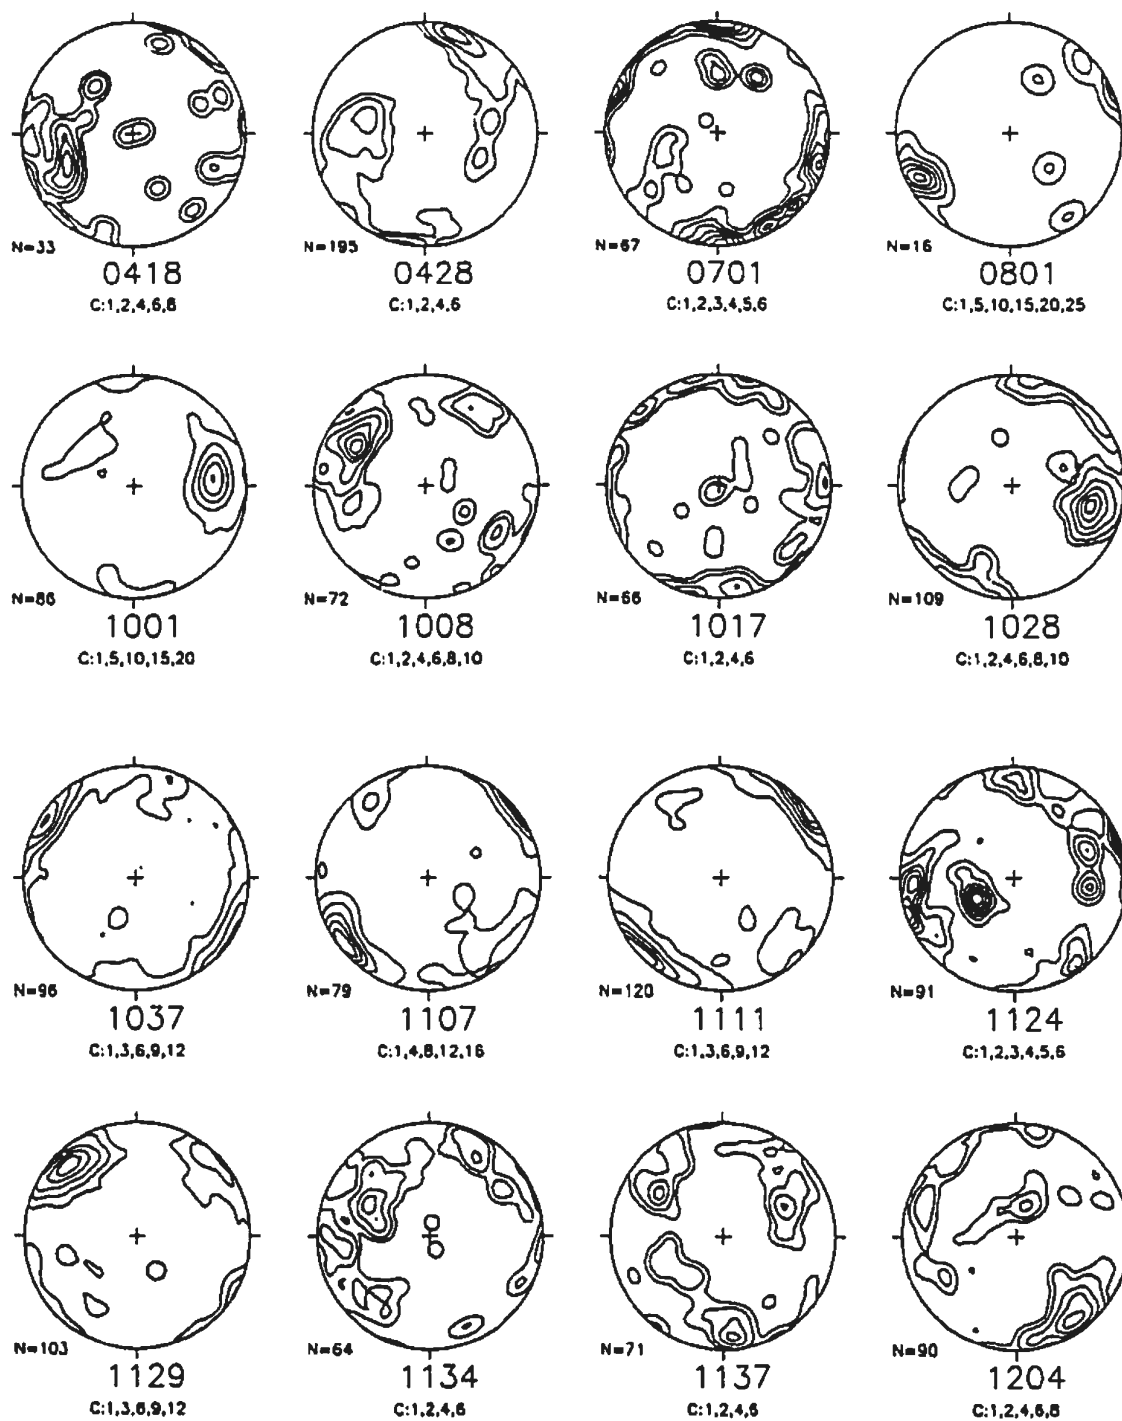 N=33 N=195 N=67 N=16
0418 0428 0701 0801
C:1,2,4,6,8 C:1,2,4,6 C:1,2,3,4,5,6 C:1,5,10,15,20,25
N=86 N=72 N=66 N=109
1001 1008 1017 1028
C:1,5,10,15,20 C:1,2,4,6,8,10 C:1,2,4,6 C:1,2,4,6,8,10
N=96 N=79 N=120 N=91
1037 1107 1111 1124
C:1,3,6,9,12 C:1,4,8,12,16 C:1,3,6,9,12 C:1,2,3,4,5,6
N=103 N=64 N=71 N=90
1129 1134 1137 1204
C:1,3,6,9,12 C:1,2,4,6 C:1,2,4,6 C:1,2,4,6,8